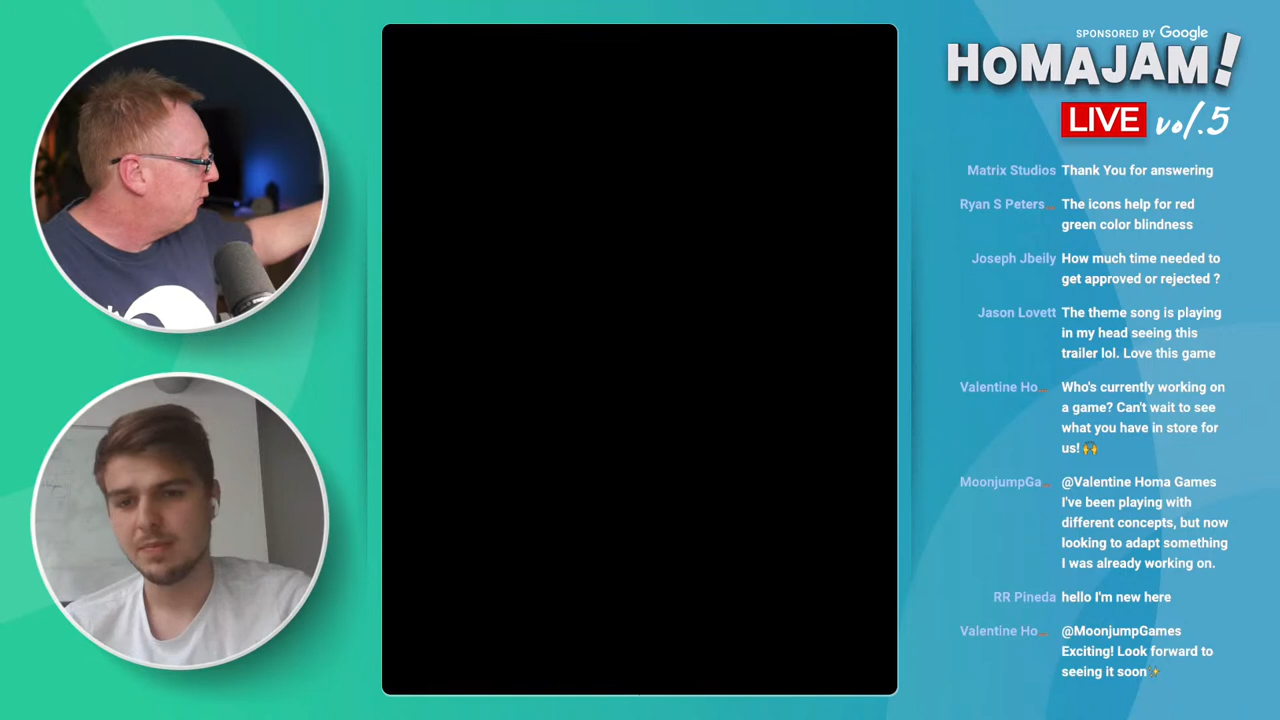 SPONSORED BY Google
HOMAJAM!
LIVE vol.5
Matrix Studios Thank You for answering
Ryan S Peters... The icons help for red
green color blindness
Joseph Jbeily How much time needed to
get approved or rejected ?
Jason Lovett The theme song is playing
in my head seeing this
trailer lol. Love this game
Valentine Ho... Who's currently working on
a game? Can't wait to see
what you have in store for
us! 🙌
MoonjumpGa... @Valentine Homa Games
I've been playing with
different concepts, but now
looking to adapt something
I was already working on.
RR Pineda hello I'm new here
Valentine Ho... @MoonjumpGames
Exciting! Look forward to
seeing it soon✨